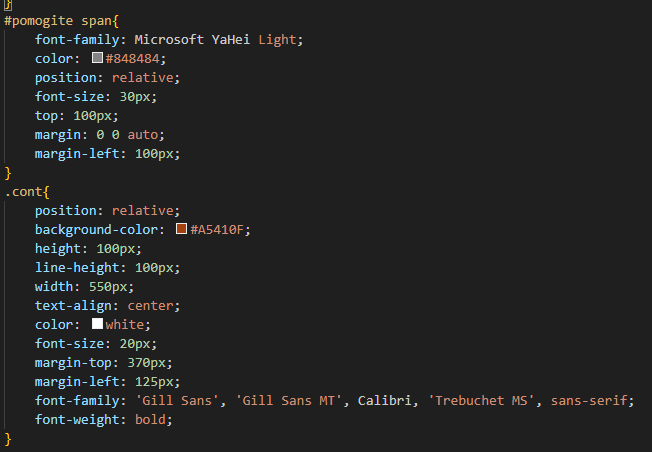 }
#pomogite span{
font-family: Microsoft YaHei Light;
color: #848484;
position: relative;
font-size: 30px;
top: 100px;
margin: 0 0 auto;
margin-left: 100px;
}
.cont{
position: relative;
background-color: #A5410F;
height: 100px;
line-height: 100px;
width: 550px;
text-align: center;
color: white;
font-size: 20px;
margin-top: 370px;
margin-left: 125px;
font-family: 'Gill Sans', 'Gill Sans MT', Calibri, 'Trebuchet MS', sans-serif;
font-weight: bold;
}